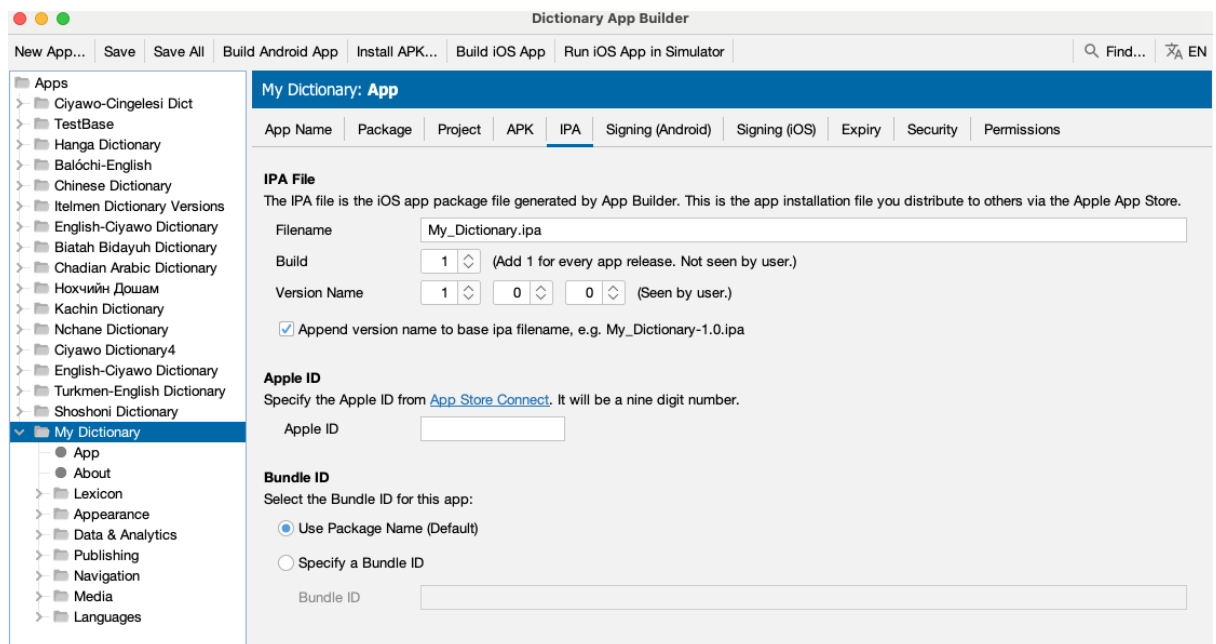 Dictionary App Builder
New App... Save Save All Build Android App Install APK... Build iOS App Run iOS App in Simulator Find... EN
Apps
Ciyawo-Cingelesi Dict
TestBase
Hanga Dictionary
Balóchi-English
Chinese Dictionary
Itelmen Dictionary Versions
English-Ciyawo Dictionary
Biatah Bidayuh Dictionary
Chadian Arabic Dictionary
Нохчийн Дошам
Kachin Dictionary
Nchane Dictionary
Ciyawo Dictionary4
English-Ciyawo Dictionary
Turkmen-English Dictionary
Shoshoni Dictionary
My Dictionary
App
About
Lexicon
Appearance
Data & Analytics
Publishing
Navigation
Media
Languages
My Dictionary: App
App Name Package Project APK IPA Signing (Android) Signing (iOS) Expiry Security Permissions
IPA File
The IPA file is the iOS app package file generated by App Builder. This is the app installation file you distribute to others via the Apple App Store.
Filename My_Dictionary.ipa
Build 1 (Add 1 for every app release. Not seen by user.)
Version Name 1 0 0 (Seen by user.)
Append version name to base ipa filename, e.g. My_Dictionary-1.0.ipa
Apple ID
Specify the Apple ID from App Store Connect. It will be a nine digit number.
Apple ID
Bundle ID
Select the Bundle ID for this app:
Use Package Name (Default)
Specify a Bundle ID
Bundle ID